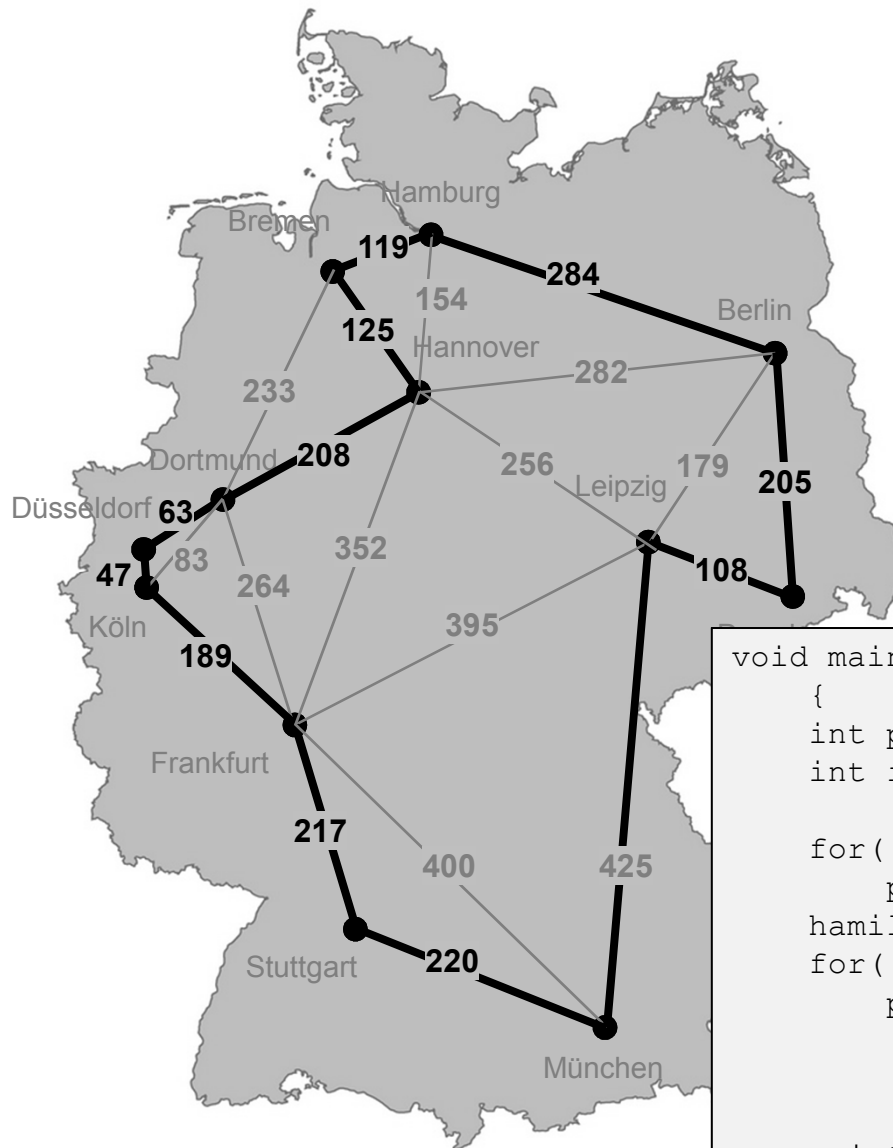 Hamburg
Bremen
119
284
154
Berlin
125
Hannover
282
233
Dortmund
208
256
179
Leipzig
205
Düsseldorf
63
83
47
264
352
108
Köln
395
189
Frankfurt
217
400
425
Stuttgart
220
München
void main
{
int
int
for(
hamil
for(